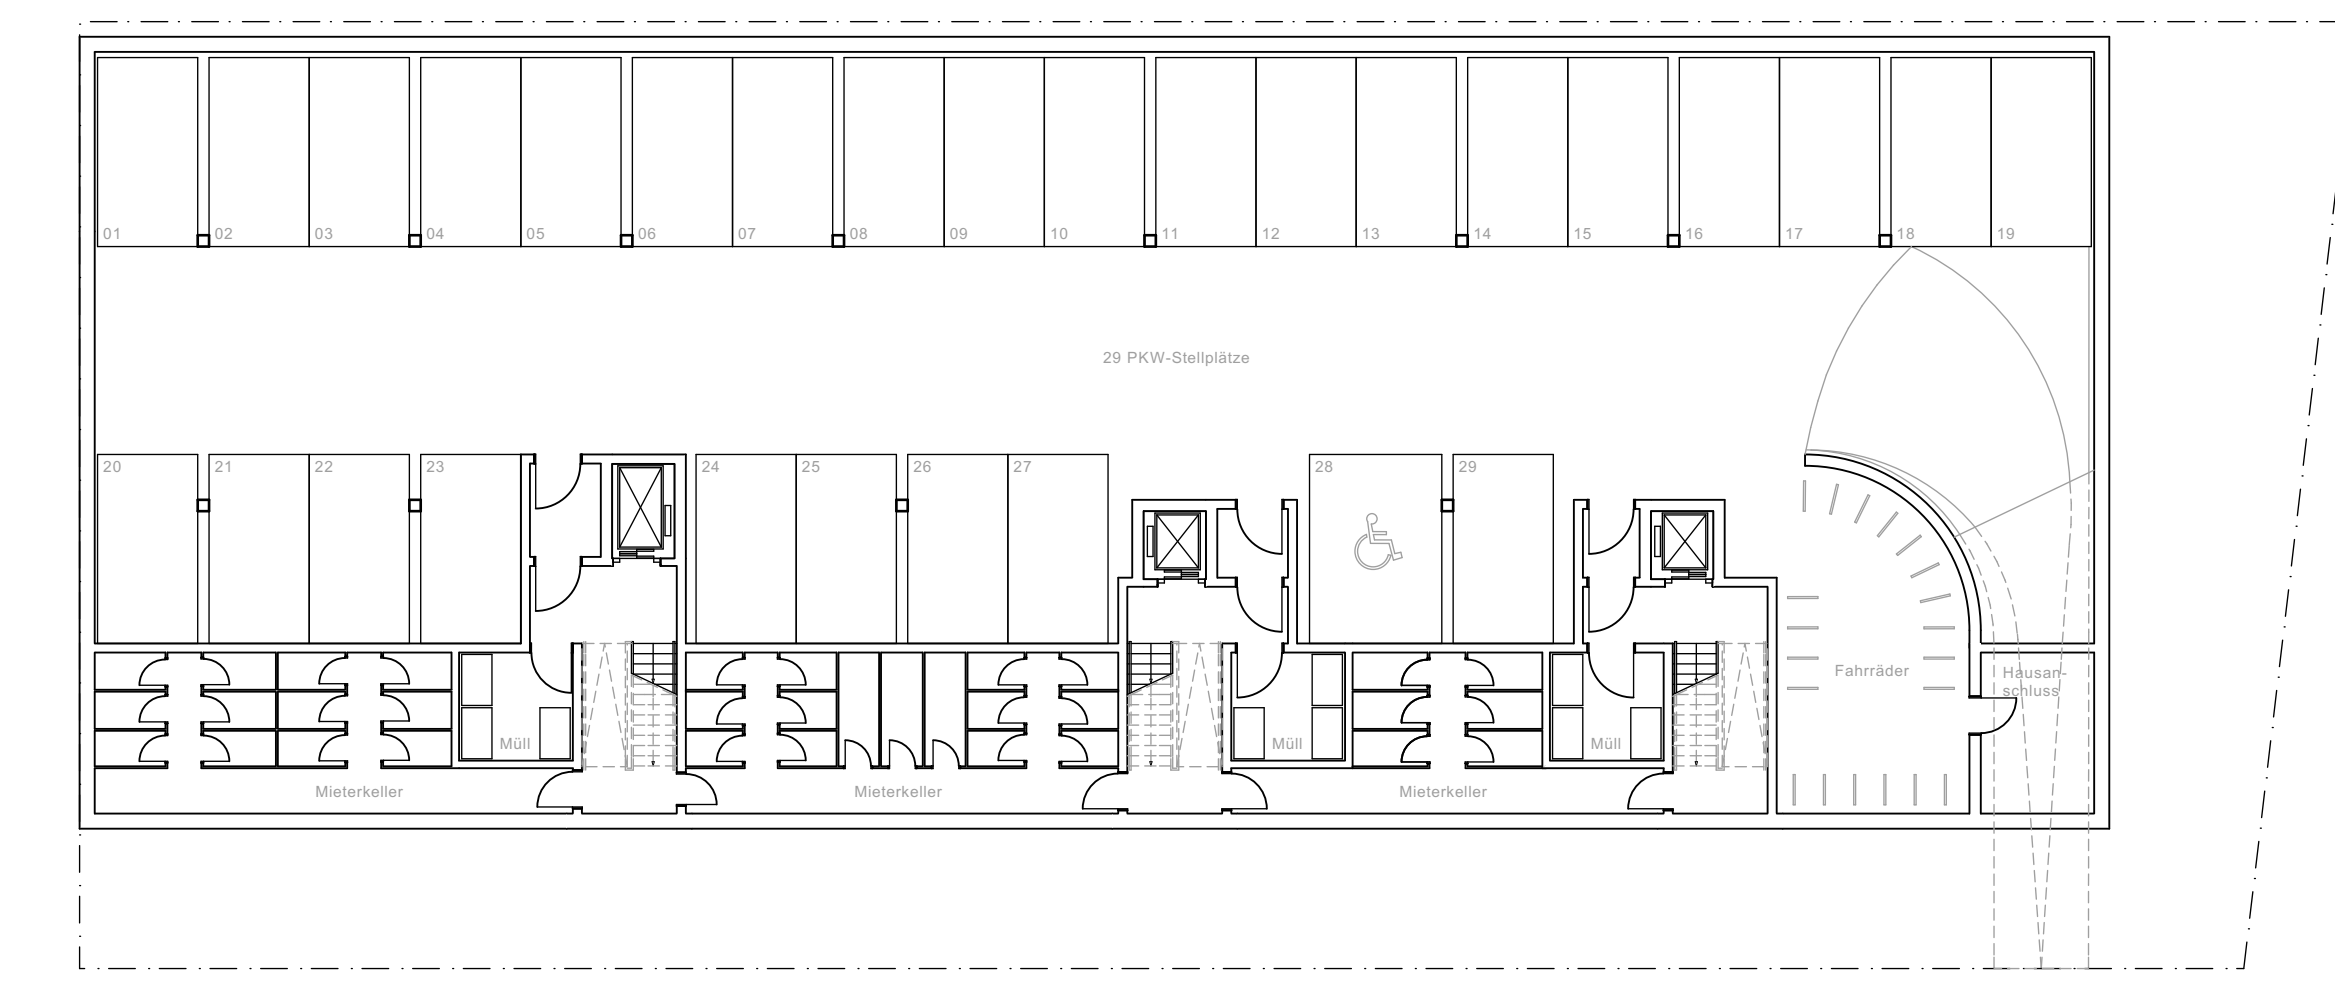 01 02 03 04 05 06 07 08 09 10 11 12 13 14 15 16 17 18 19
29 PKW-Stellplätze
20 21 22 23 24 25 26 27 28 29
Fahrräder
Hausan-
schluss
Müll
Müll
Müll
Mieterkeller
Mieterkeller
Mieterkeller